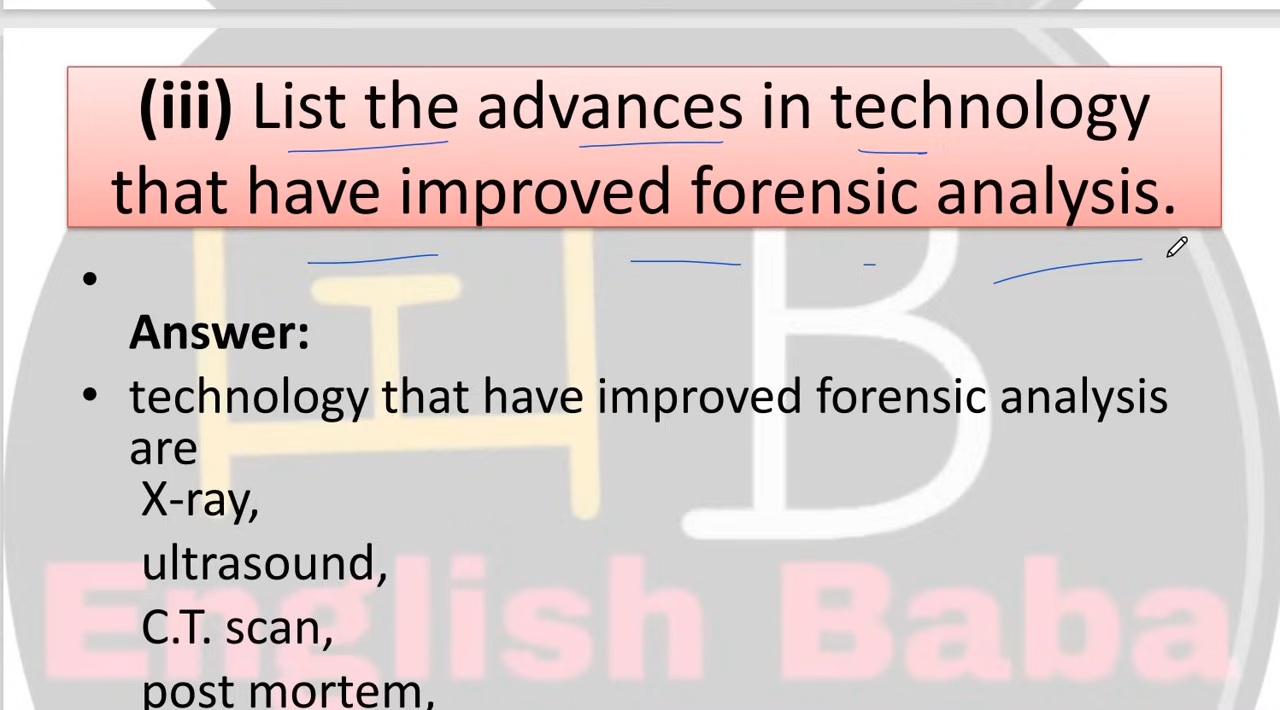 (iii) List the advances in technology
that have improved forensic analysis.
•
Answer:
• technology that have improved forensic analysis
are
X-ray,
ultrasound,
C.T. scan,
post mortem,
HB
English Baba